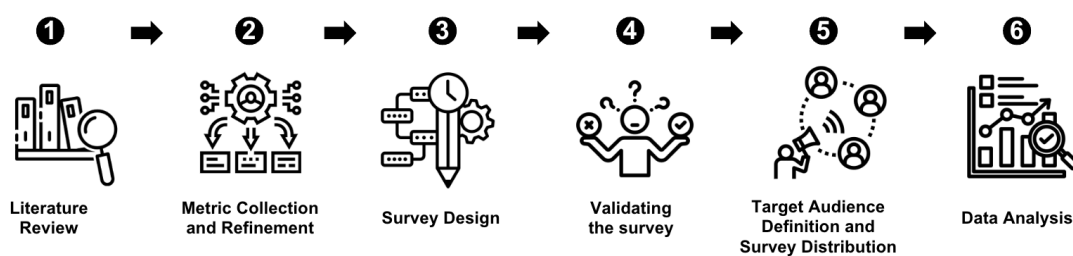 1
2
3
4
5
6
Literature
Review
Metric Collection
and Refinement
Survey Design
Validating
the survey
Target Audience
Definition and
Survey Distribution
Data Analysis